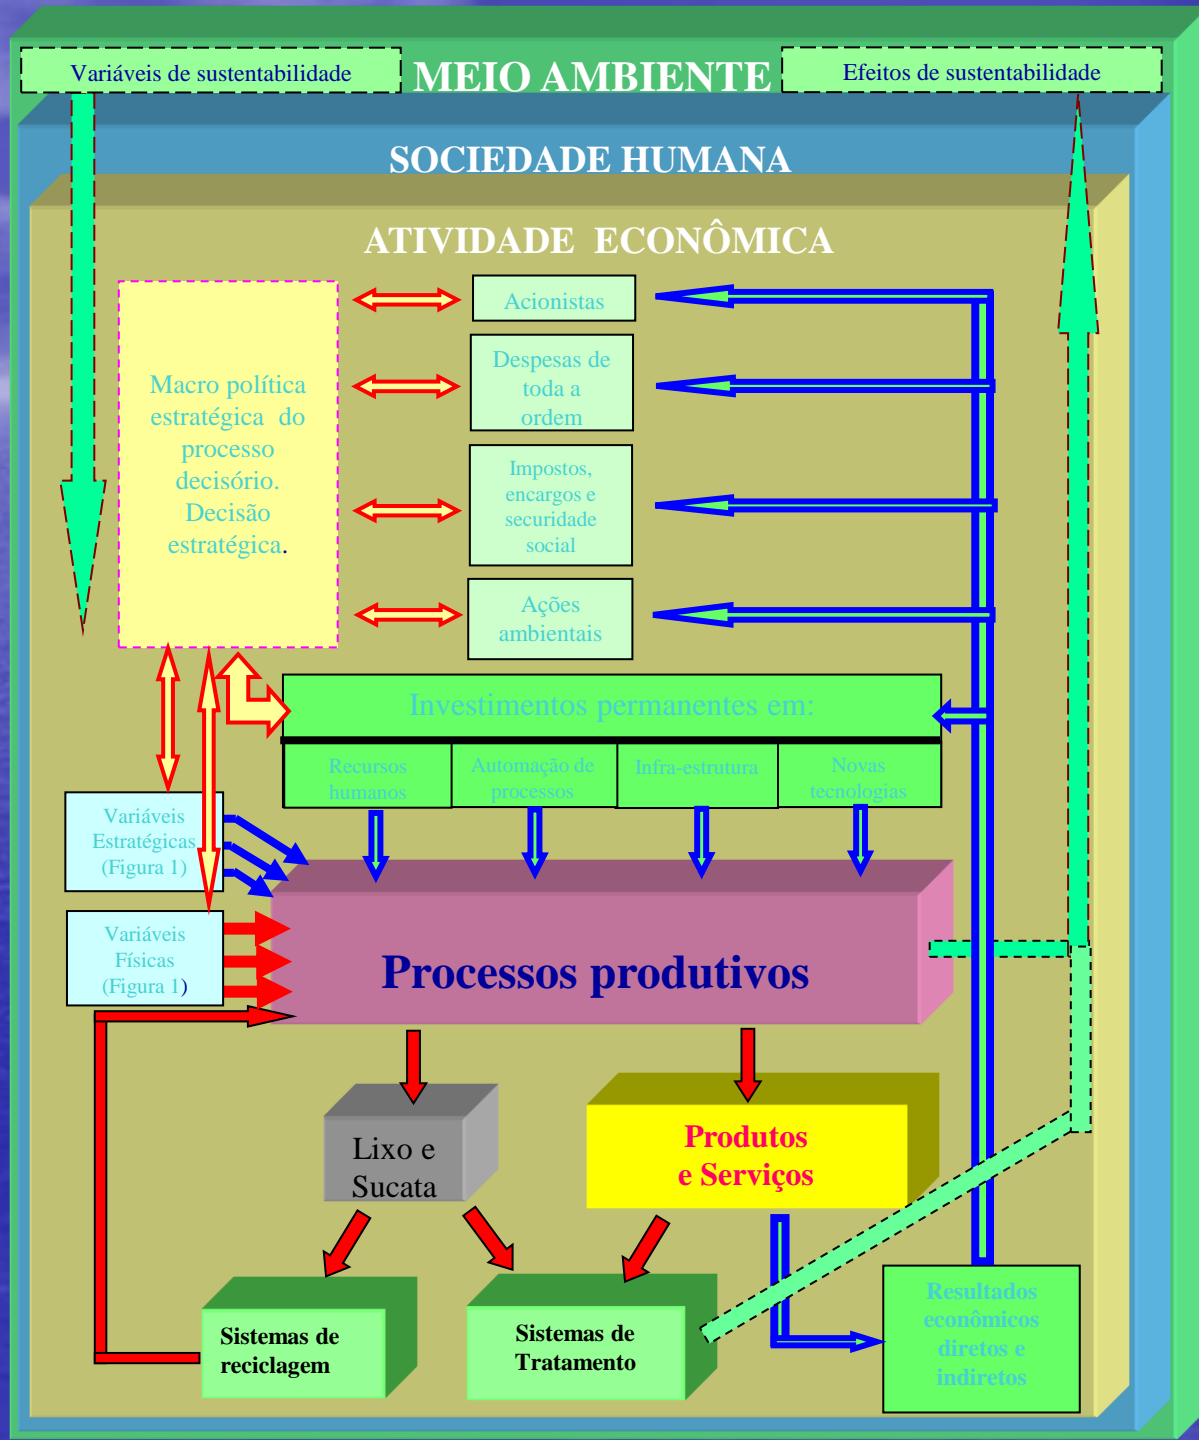 Variáveis de sustentabilidade
MEIO AMBIENTE
Efeitos de sustentabilidade
SOCIEDADE HUMANA
ATIVIDADE ECONÔMICA
Macro política
estratégica do
processo
decisório.
Decisão
estratégica.
Acionistas
Despesas de
toda a
ordem
Impostos,
encargos e
securidade
social
Ações
ambientais
Investimentos permanentes em:
Recursos
humanos
Automação de
processos
Infra-estrutura
Novas
tecnologias
Variáveis
Estratégicas
(Figura 1)
Variáveis
Físicas
(Figura 1)
Processos produtivos
Lixo e
Sucata
Produtos
e Serviços
Sistemas de
reciclagem
Sistemas de
Tratamento
Resultados
econômicos
diretos e
indiretos